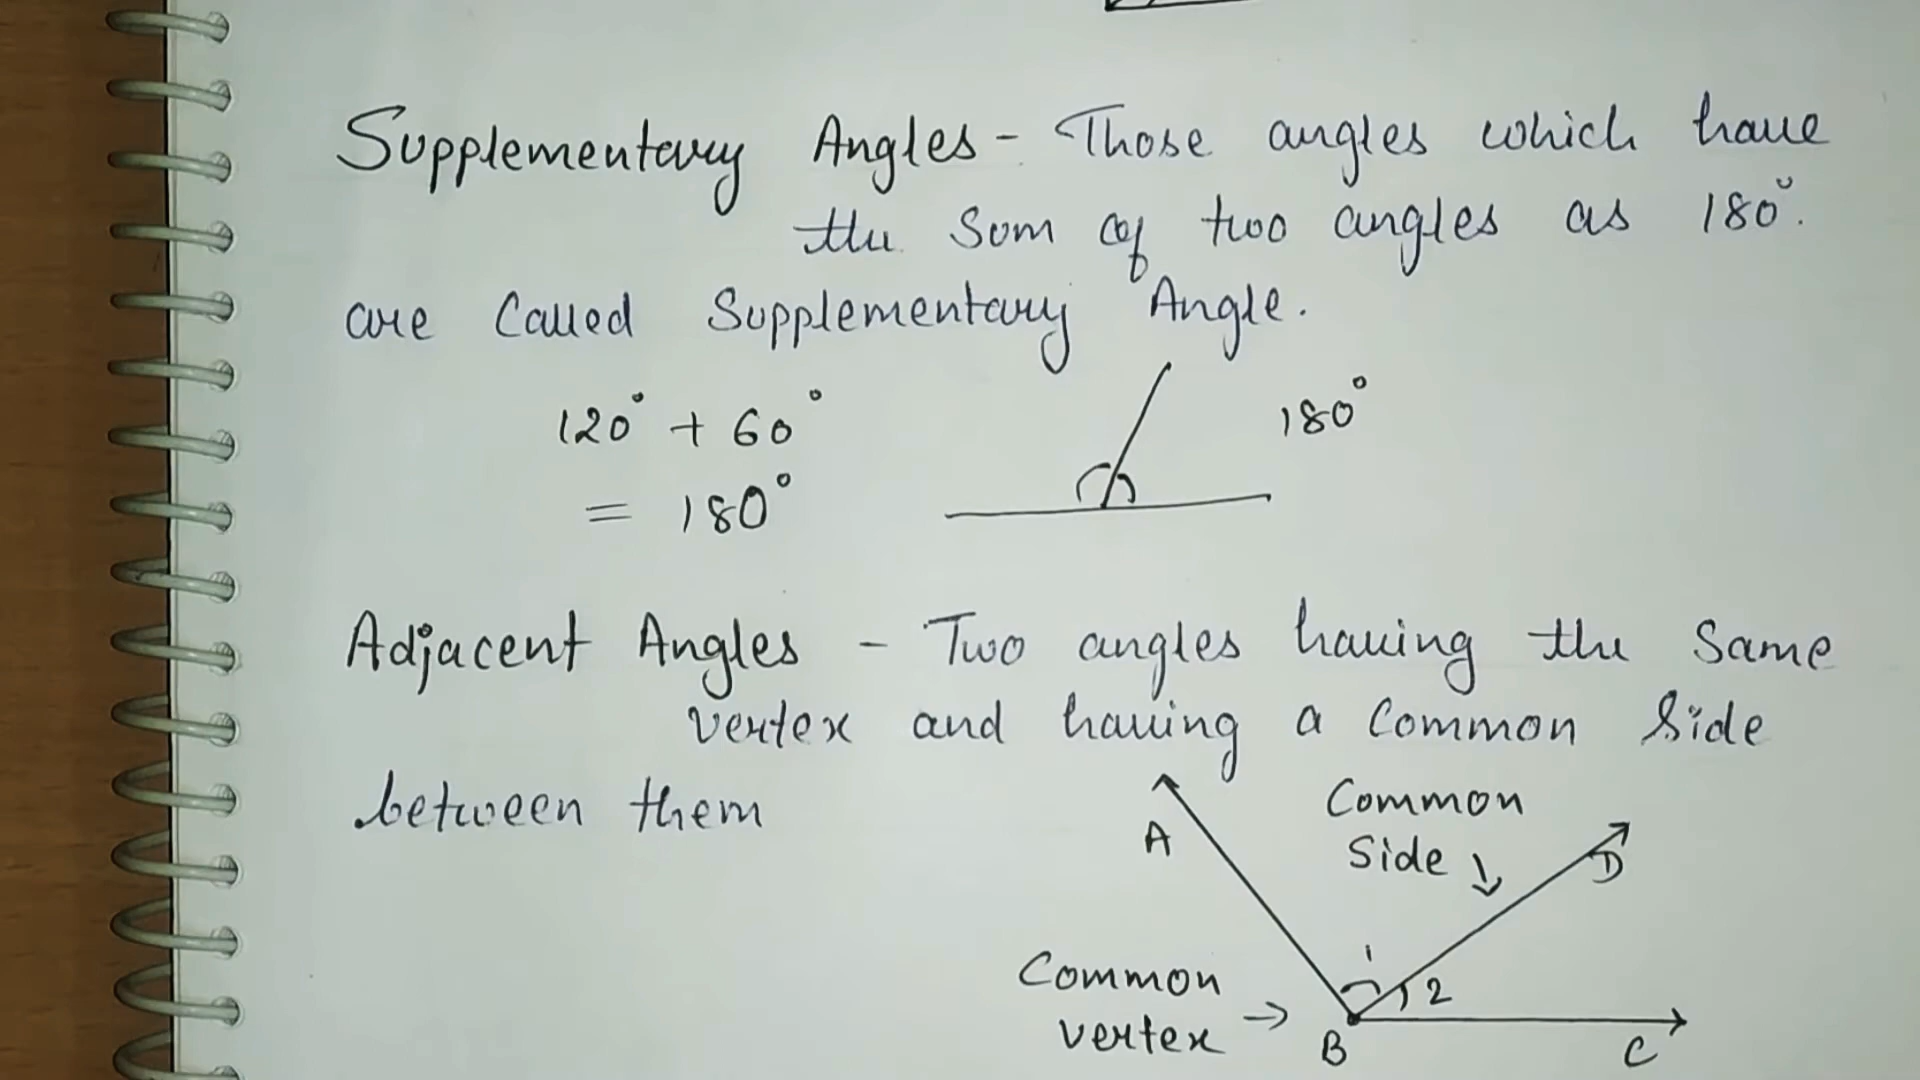 Supplementary Angles - Those angles which have
the Sum of two angles as 180°.
are Called Supplementary Angle.
120° + 60°
= 180°
180°
Adjacent Angles - Two angles having the Same
vertex and having a Common Side
between them
Common
Side
A
D
1
2
Common
vertex
B
C